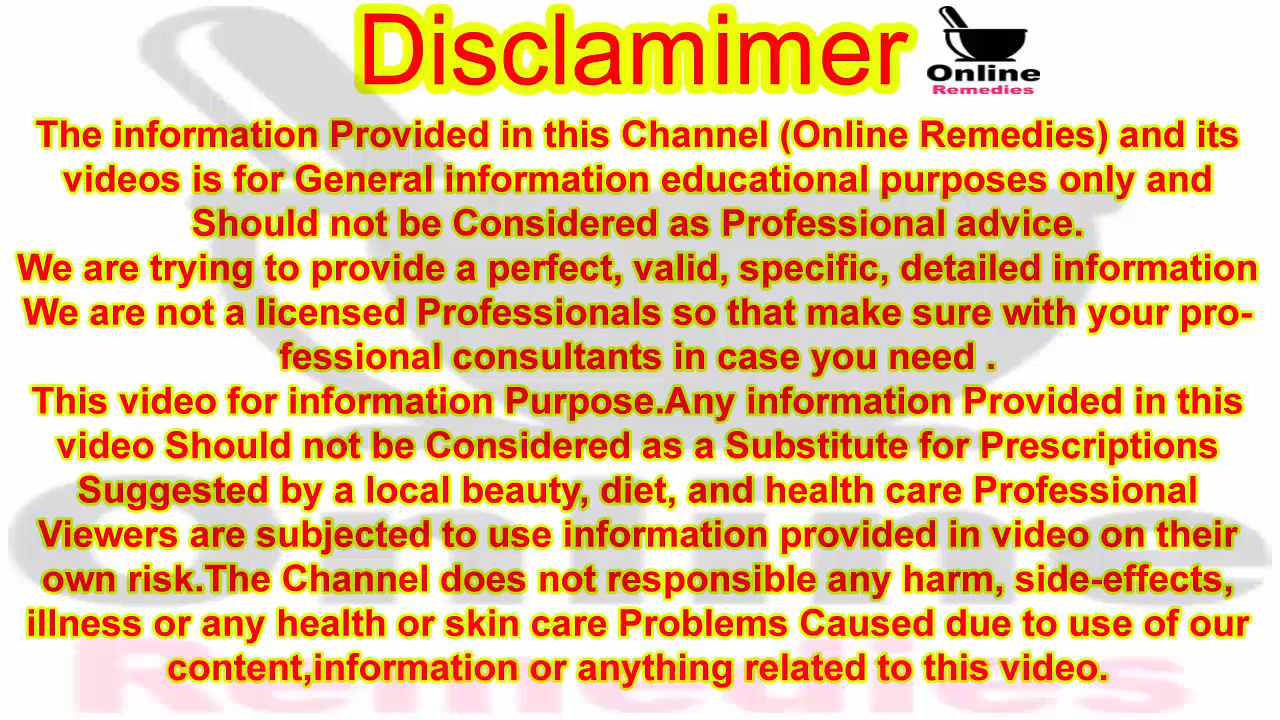 Disclamimer
Online
Remedies
The information Provided in this Channel (Online Remedies) and its
videos is for General information educational purposes only and
Should not be Considered as Professional advice.
We are trying to provide a perfect, valid, specific, detailed information
We are not a licensed Professionals so that make sure with your pro-
fessional consultants in case you need .
This video for information Purpose.Any information Provided in this
video Should not be Considered as a Substitute for Prescriptions
Suggested by a local beauty, diet, and health care Professional
Viewers are subjected to use information provided in video on their
own risk.The Channel does not responsible any harm, side-effects,
illness or any health or skin care Problems Caused due to use of our
content,information or anything related to this video.
Online
Remedies